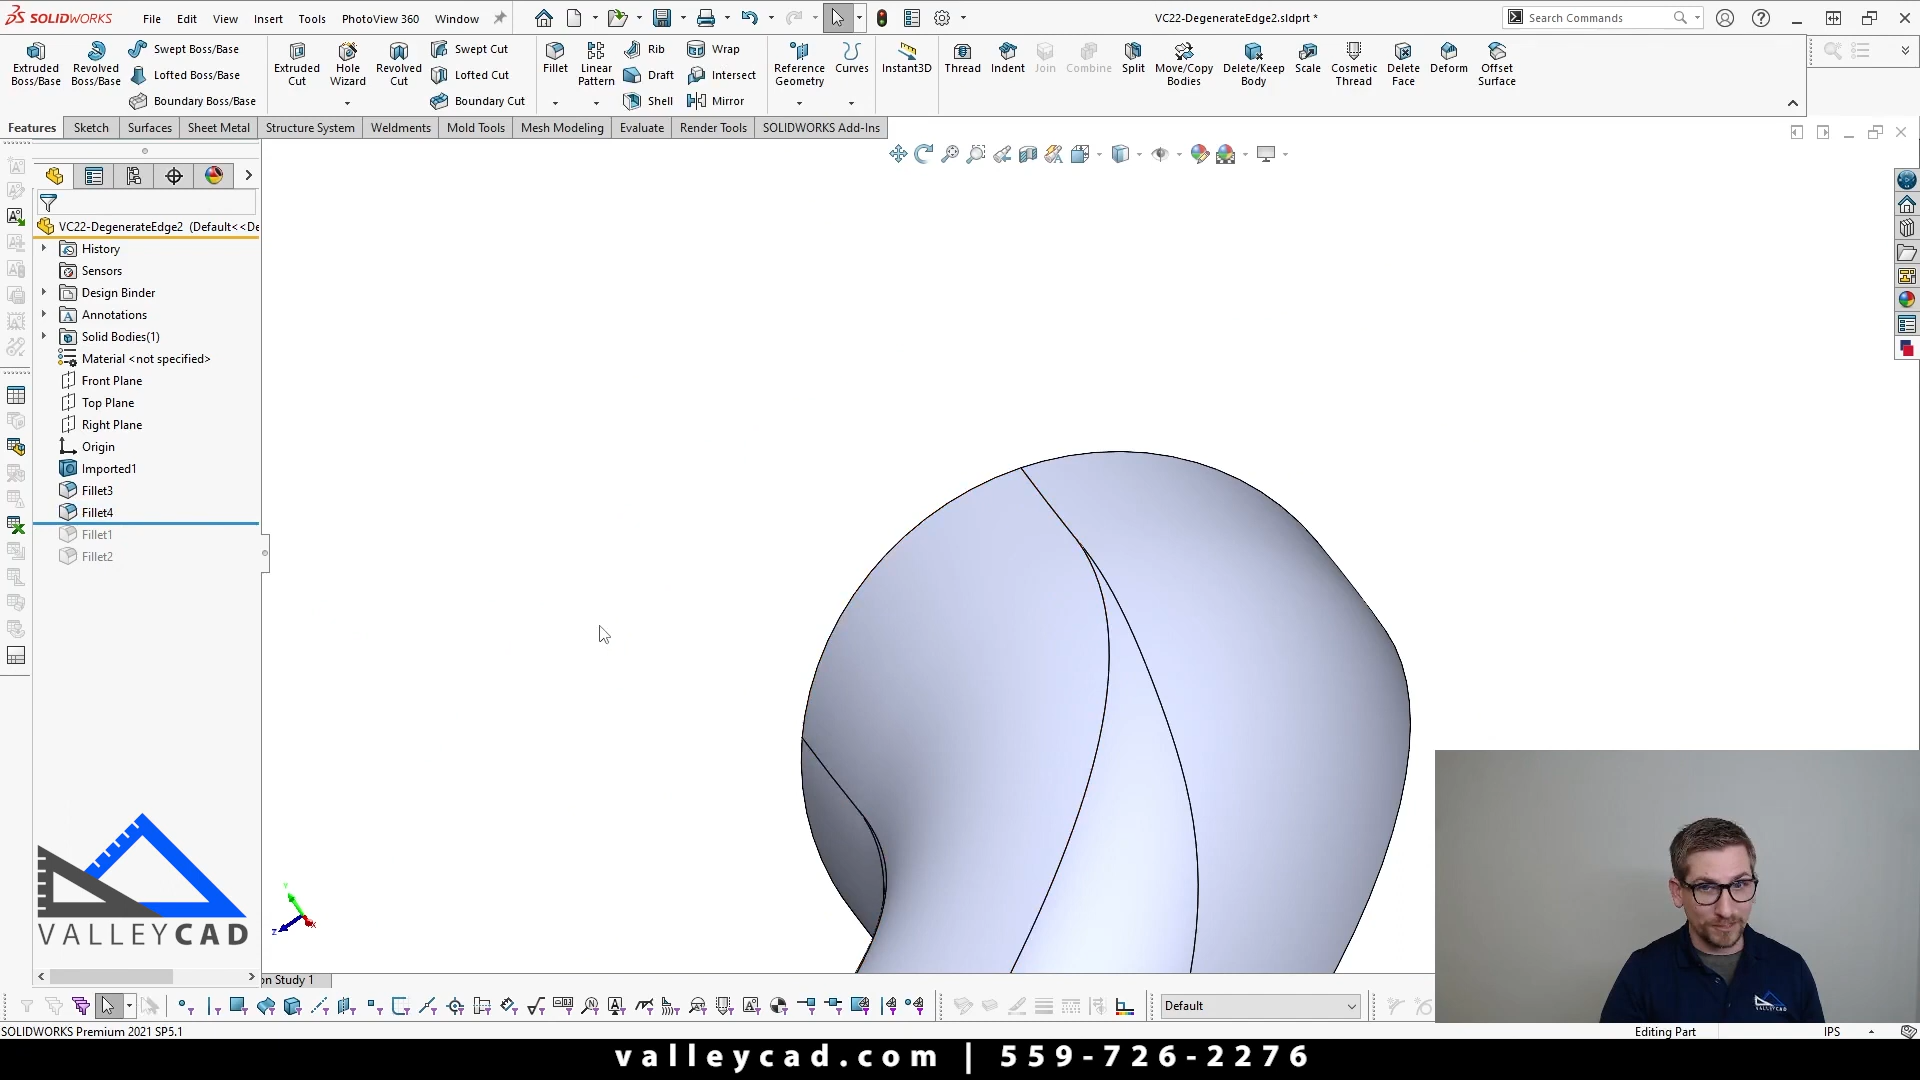 SOLIDWORKS File Edit View Insert Tools PhotoView 360 Window
VC22-DegenerateEdge2.sldprt *
Search Commands
Extruded Boss/Base
Revolved Boss/Base
Swept Boss/Base
Lofted Boss/Base
Boundary Boss/Base
Extruded Cut
Hole Wizard
Revolved Cut
Swept Cut
Lofted Cut
Boundary Cut
Fillet
Linear Pattern
Rib
Draft
Shell
Wrap
Intersect
Mirror
Reference Geometry
Curves
Instant3D
Thread
Indent
Join
Combine
Split
Move/Copy Bodies
Delete/Keep Body
Scale
Cosmetic Thread
Delete Face
Deform
Offset Surface
Features Sketch Surfaces Sheet Metal Structure System Weldments Mold Tools Mesh Modeling Evaluate Render Tools SOLIDWORKS Add-Ins
VC22-DegenerateEdge2 (Default<<De
History
Sensors
Design Binder
Annotations
Solid Bodies(1)
Material <not specified>
Front Plane
Top Plane
Right Plane
Origin
Imported1
Fillet3
Fillet4
Fillet1
Fillet2
VALLEYCAD
Y
Z
X
on Study 1
Default
SOLIDWORKS Premium 2021 SP5.1
Editing Part
IPS
valleycad.com | 559-726-2276